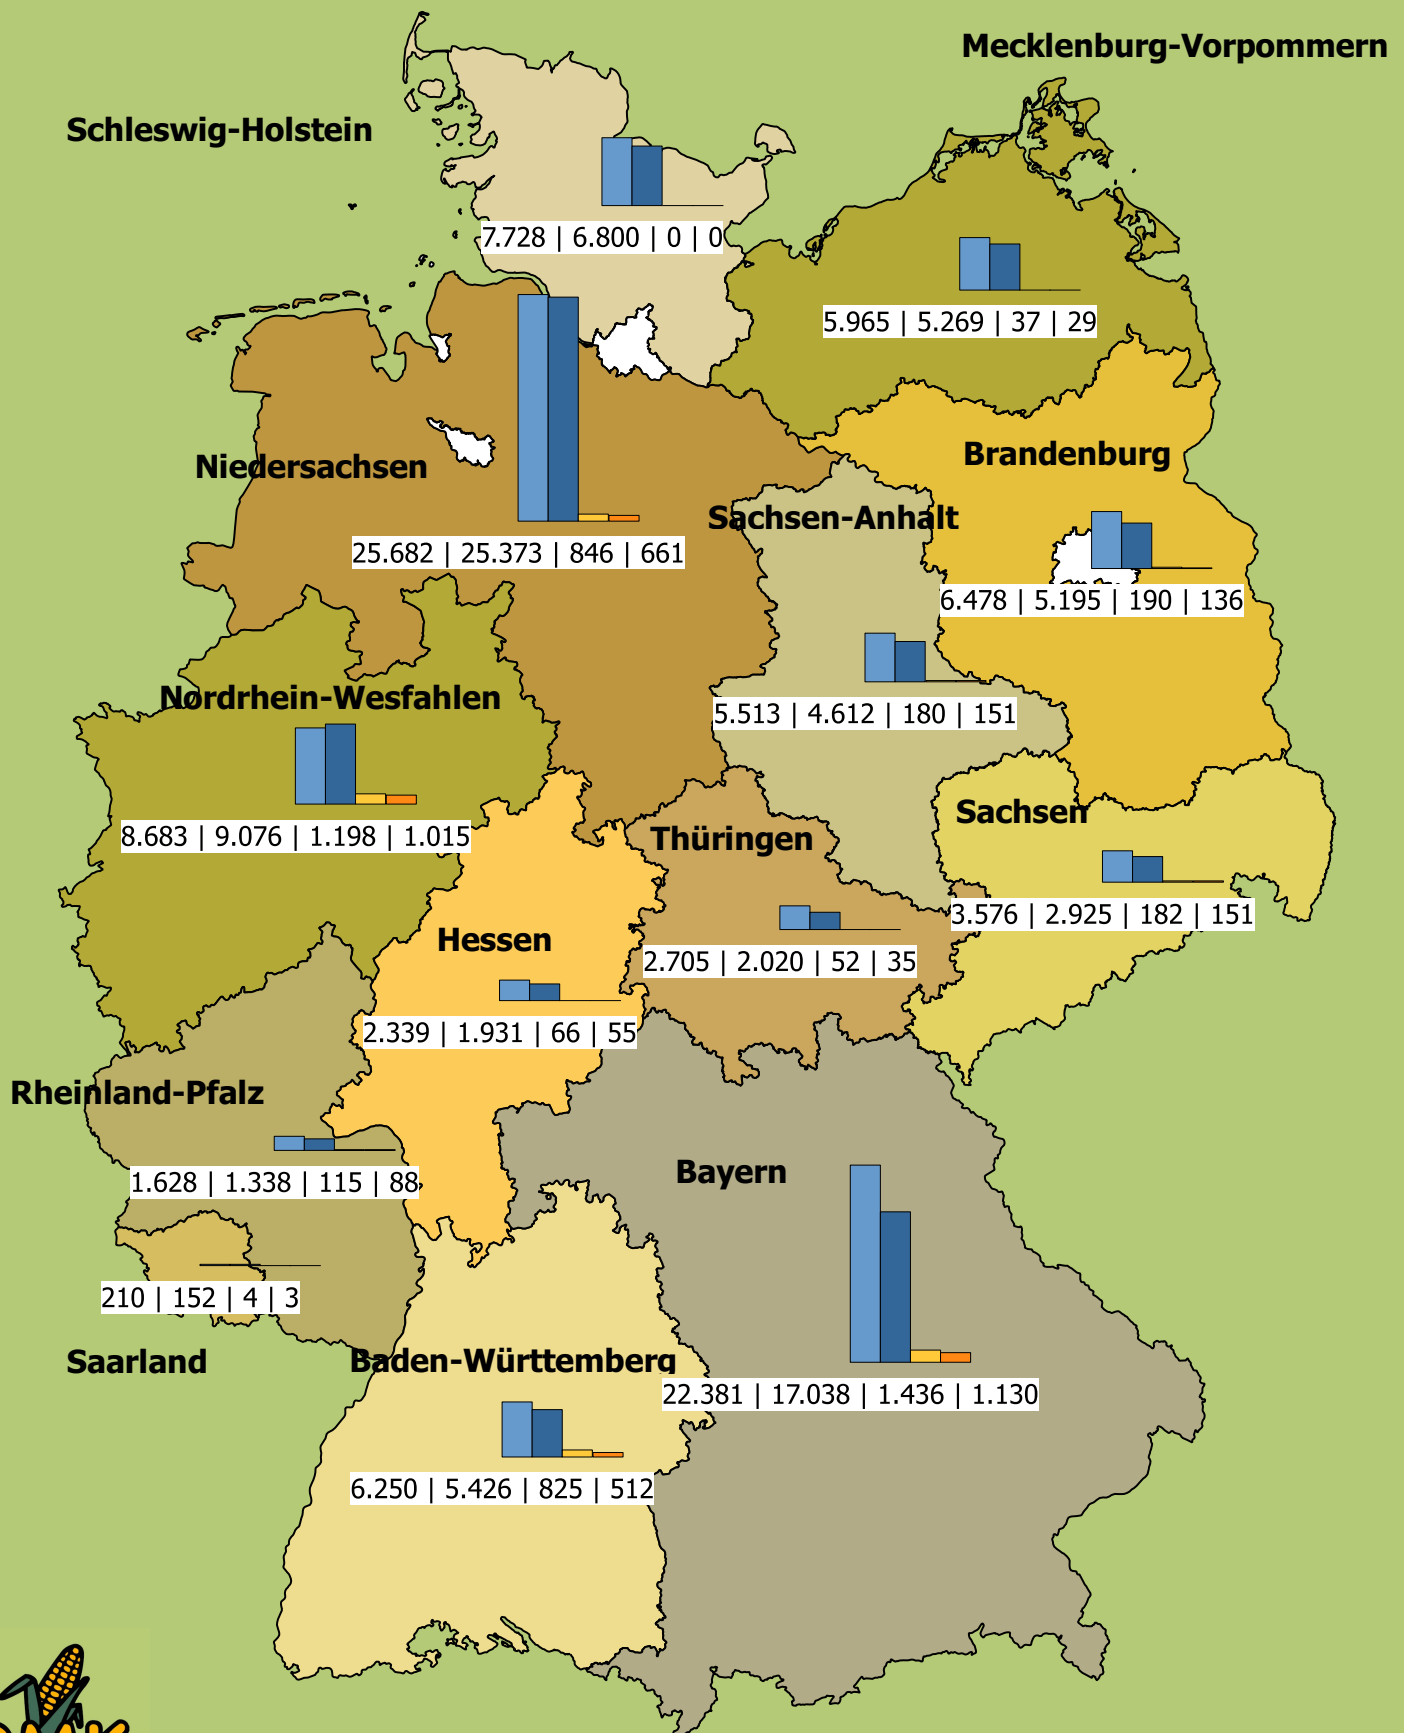 Mecklenburg-Vorpommern
Schleswig-Holstein
7.728 | 6.800 | 0 | 0
5.965 | 5.269 | 37 | 29
Brandenburg
Niedersachsen
Sachsen-Anhalt
25.682 | 25.373 | 846 | 661
6.478 | 5.195 | 190 | 136
Nordrhein-Wesfahlen
5.513 | 4.612 | 180 | 151
Sachsen
8.683 | 9.076 | 1.198 | 1.015
Thüringen
3.576 | 2.925 | 182 | 151
Hessen
2.705 | 2.020 | 52 | 35
2.339 | 1.931 | 66 | 55
Rheinland-Pfalz
Bayern
1.628 | 1.338 | 115 | 88
210 | 152 | 4 | 3
Saarland
Baden-Württemberg
22.381 | 17.038 | 1.436 | 1.130
6.250 | 5.426 | 825 | 512